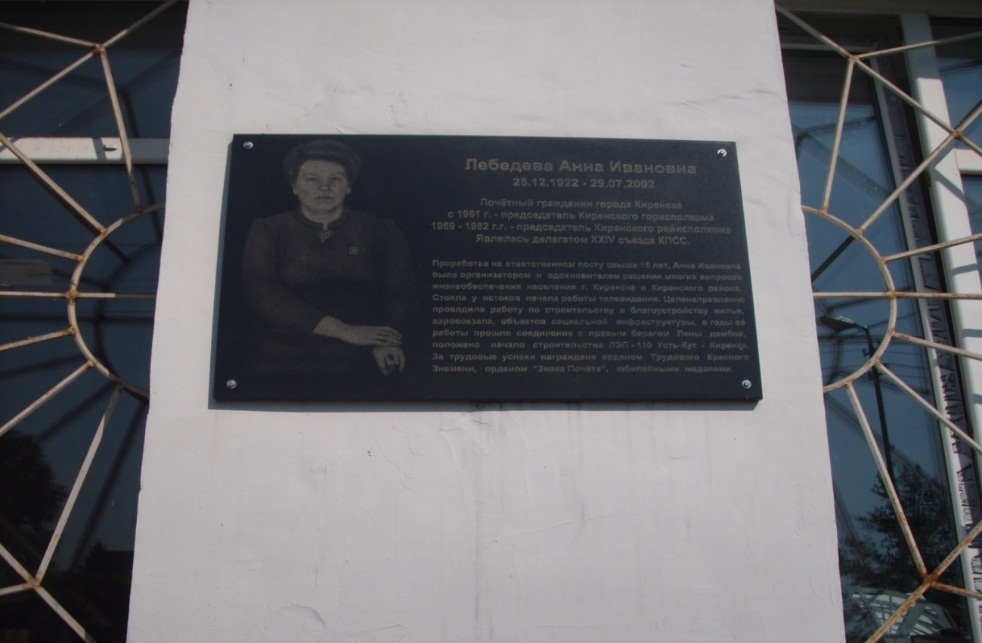 Лебедева Анна Ивановна
25.12.1922 - 29.07.2002
Почётный гражданин города Киренска
с 1961 г. - председатель Киренского горисполкома
1969 - 1982 г.г. - председатель Киренского райисполкома
Являлась делегатом XXIV съезда КПСС.
Проработав на ответственном посту свыше 15 лет, Анна Ивановна
была организатором и вдохновителем решения многих вопросов
жизнеобеспечения населения г. Киренска и Киренского района.
Стояла у истоков начала работы телевидения. Целенаправленно
проводила работу по строительству и благоустройству жилья,
аэровокзала, объектов социальной инфраструктуры, в годы её
работы прошло соединение с правым берегом Лены дамбой,
положено начало строительства ЛЭП - 110 Усть-Кут - Киренск.
За трудовые успехи награждена орденом Трудового Красного
Знамени, орденом "Знак Почёта", юбилейными медалями.